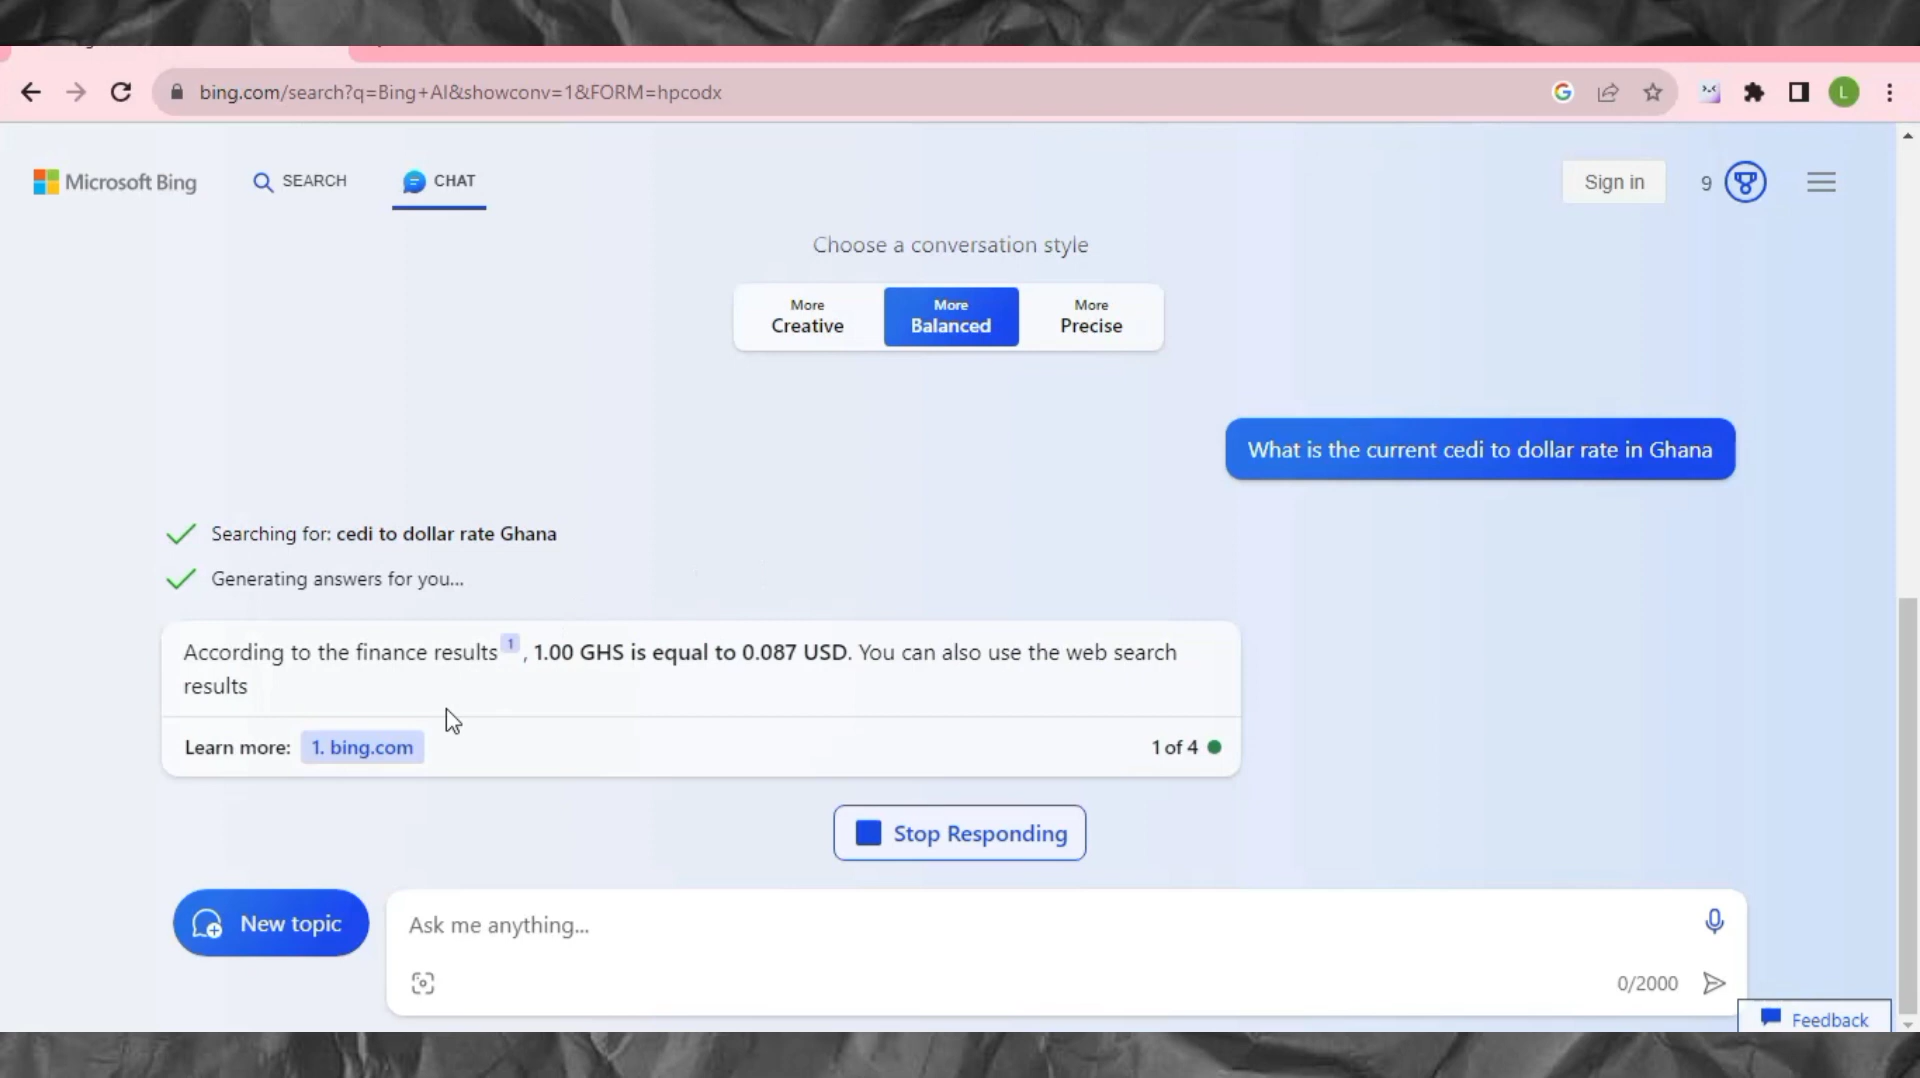 bing.com/search?q=Bing+AI&showconv=1&FORM=hpcodx
L
Microsoft Bing
SEARCH
CHAT
Sign in
9
Choose a conversation style
More
Creative
More
Balanced
More
Precise
What is the current cedi to dollar rate in Ghana
Searching for: cedi to dollar rate Ghana
Generating answers for you...
According to the finance results 1 , 1.00 GHS is equal to 0.087 USD. You can also use the web search
results
Learn more: 1. bing.com
1 of 4
Stop Responding
New topic
Ask me anything...
0/2000
Feedback